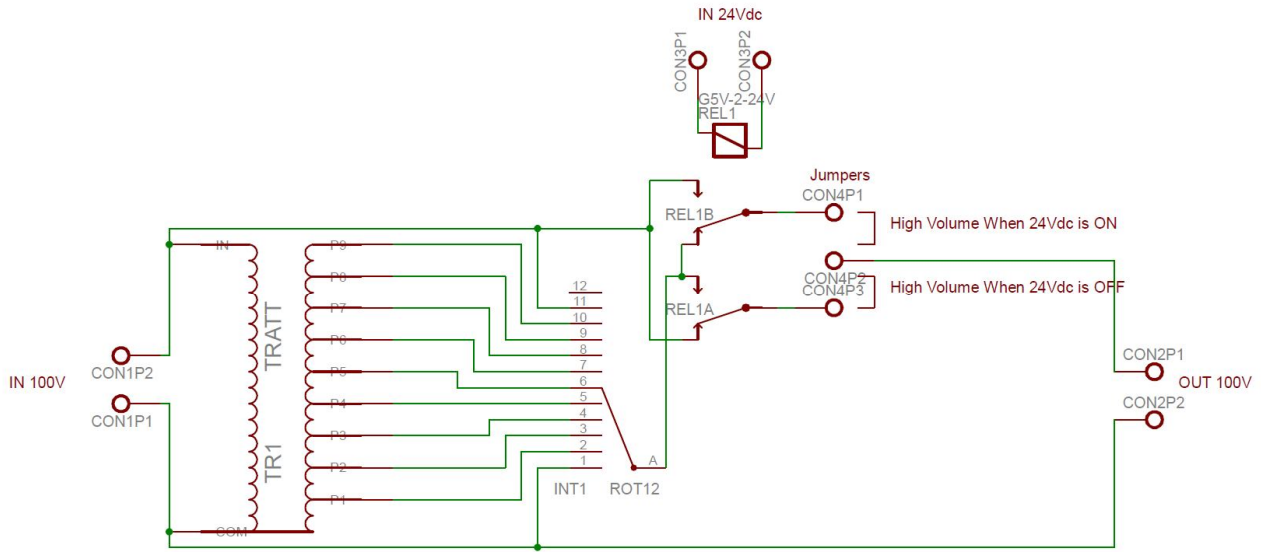 IN 24Vdc
CON3P1
CON3P2
G5V-2-24V
REL1
Jumpers
CON4P1
REL1B
High Volume When 24Vdc is ON
IN
P9
P8
P7
P6
P5
P4
P3
P2
P1
COM
TRATT
TR1
12
11
10
9
8
7
6
5
4
3
2
1
A
INT1
ROT12
CON4P2
CON4P3
High Volume When 24Vdc is OFF
REL1A
CON1P2
IN 100V
CON1P1
CON2P1
OUT 100V
CON2P2